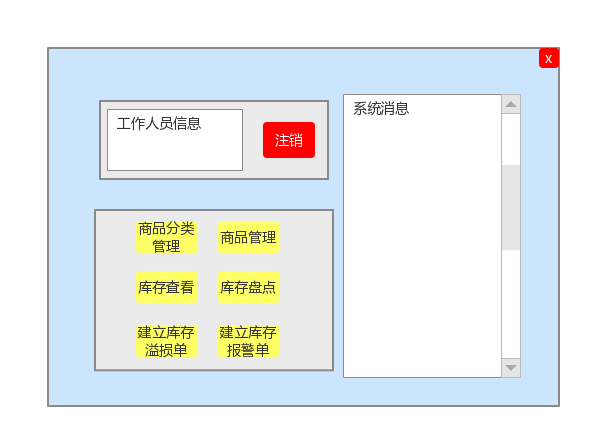 x
工作人员信息
注销
系统消息
商品分类
管理
商品管理
库存查看
库存盘点
建立库存
溢损单
建立库存
报警单